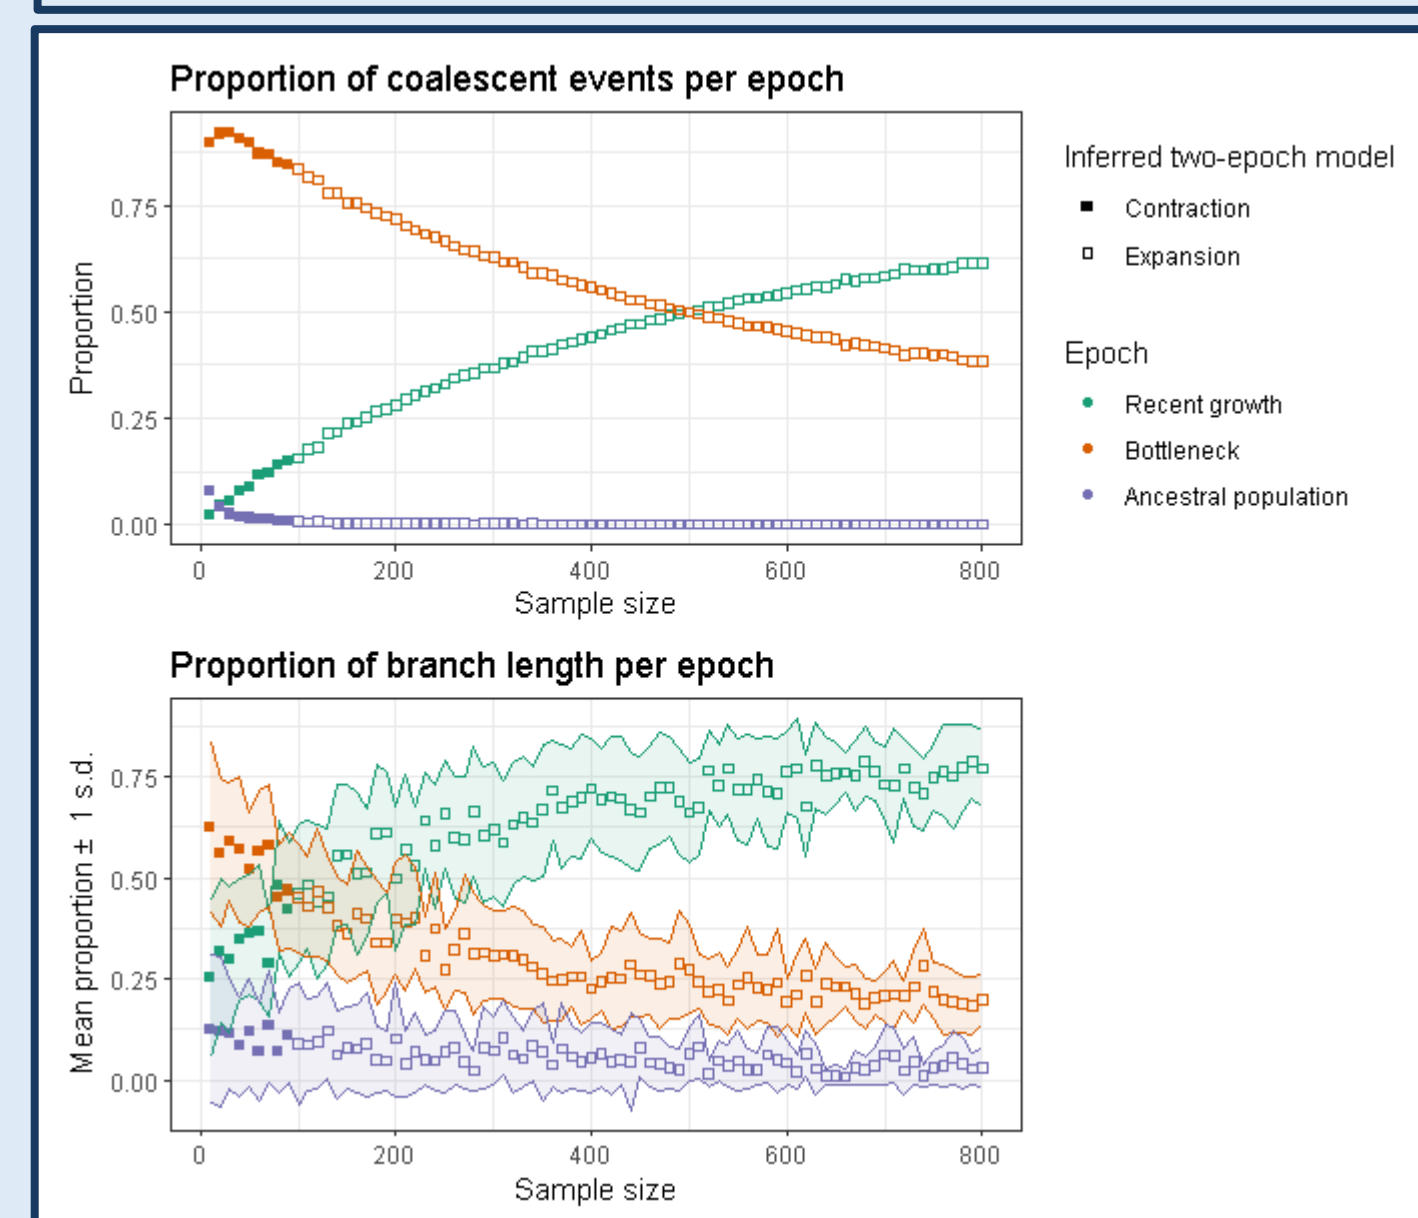 Proportion of coalescent events per epoch
Proportion
0.75
0.50
0.25
0.00
0 200 400 600 800
Sample size
Inferred two-epoch model
Contraction
Expansion
Epoch
Recent growth
Bottleneck
Ancestral population
Proportion of branch length per epoch
Mean proportion ± 1 s.d.
0.75
0.50
0.25
0.00
0 200 400 600 800
Sample size